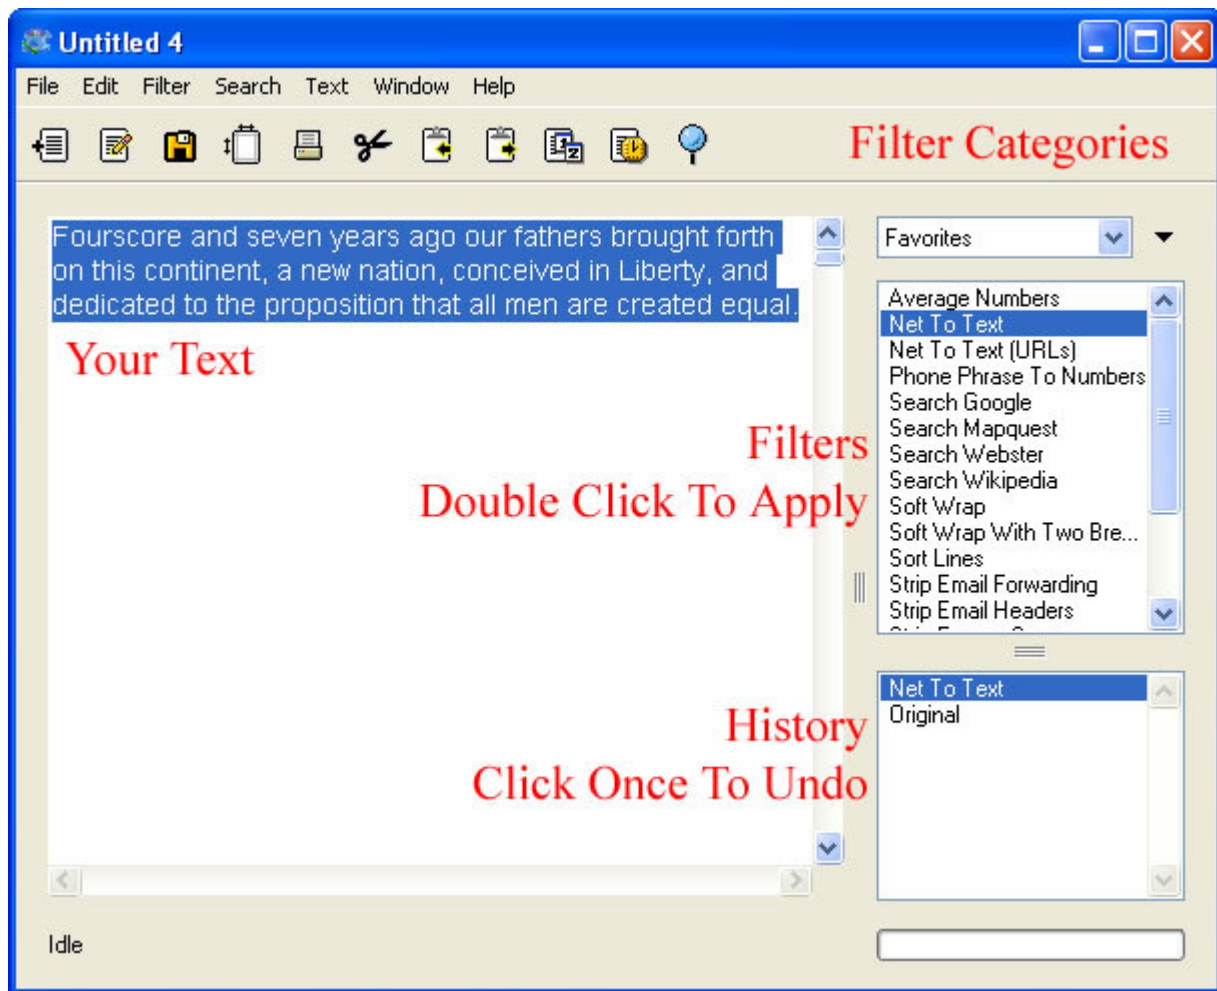 Untitled 4
File Edit Filter Search Text Window Help
Filter Categories
Fourscore and seven years ago our fathers brought forth
on this continent, a new nation, conceived in Liberty, and
dedicated to the proposition that all men are created equal.
Your Text
Favorites
Average Numbers
Net To Text
Net To Text (URLs)
Phone Phrase To Numbers
Search Google
Search Mapquest
Search Webster
Search Wikipedia
Soft Wrap
Soft Wrap With Two Bre...
Sort Lines
Strip Email Forwarding
Strip Email Headers
Filters
Double Click To Apply
Net To Text
Original
History
Click Once To Undo
Idle